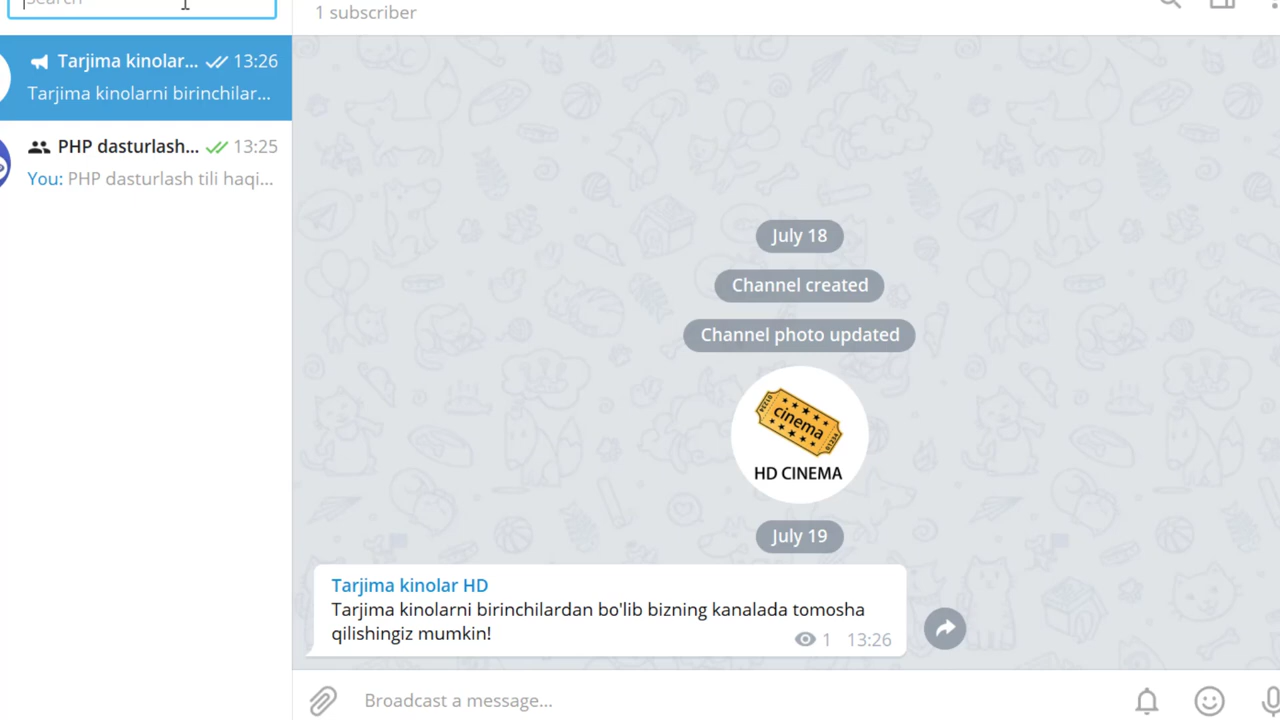 Search
1 subscriber
Tarjima kinolar... 13:26
Tarjima kinolarni birinchilar...
PHP dasturlash... 13:25
You: PHP dasturlash tili haqi...
July 18
Channel created
Channel photo updated
cinema
HD CINEMA
July 19
Tarjima kinolar HD
Tarjima kinolarni birinchilardan bo'lib bizning kanalada tomosha
qilishingiz mumkin!
1 13:26
Broadcast a message...